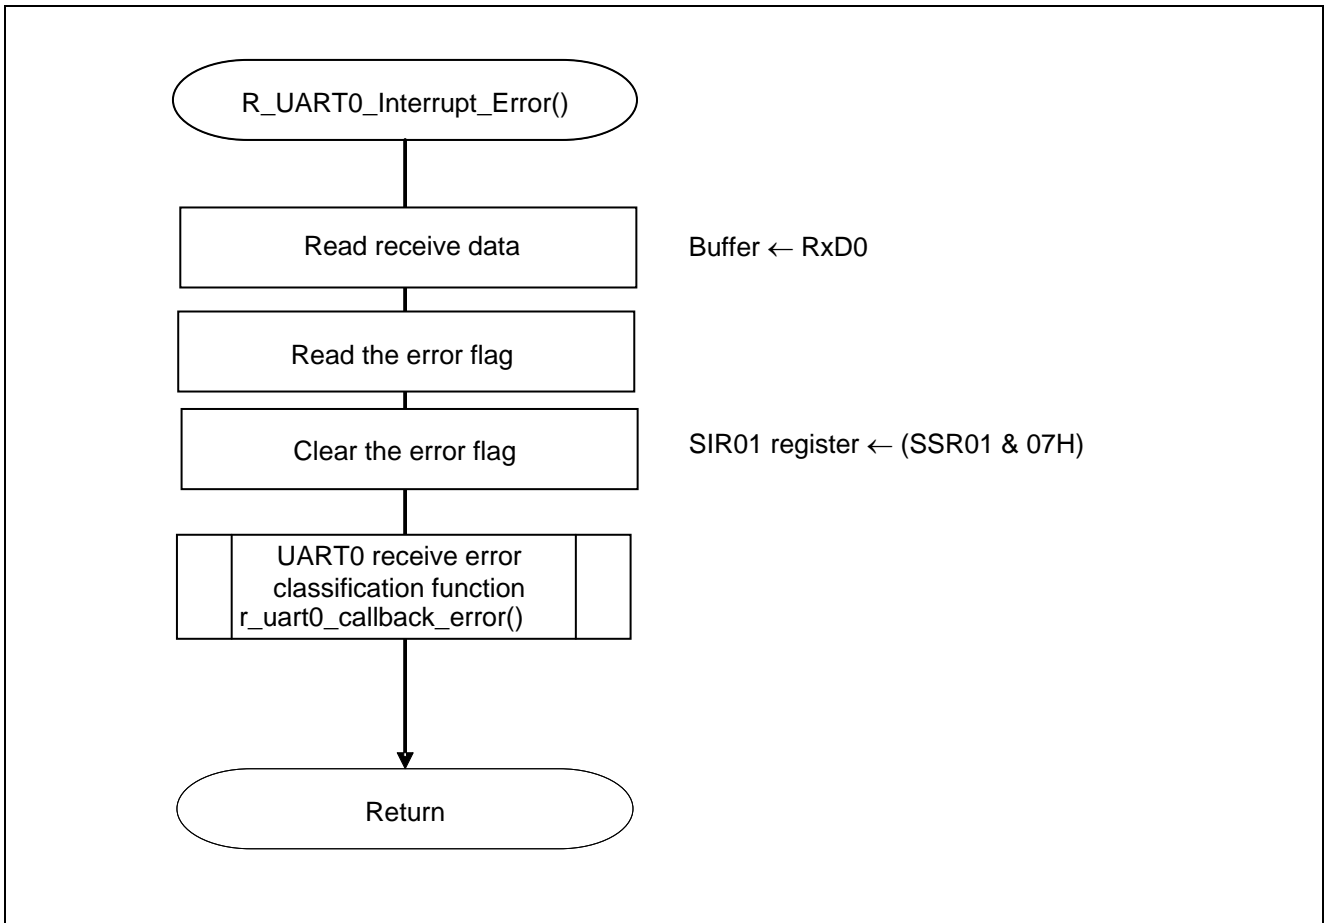 R_UART0_Interrupt_Error()
Read receive data
Buffer ← RxD0
Read the error flag
Clear the error flag
SIR01 register ← (SSR01 & 07H)
UART0 receive error
classification function
r_uart0_callback_error()
Return